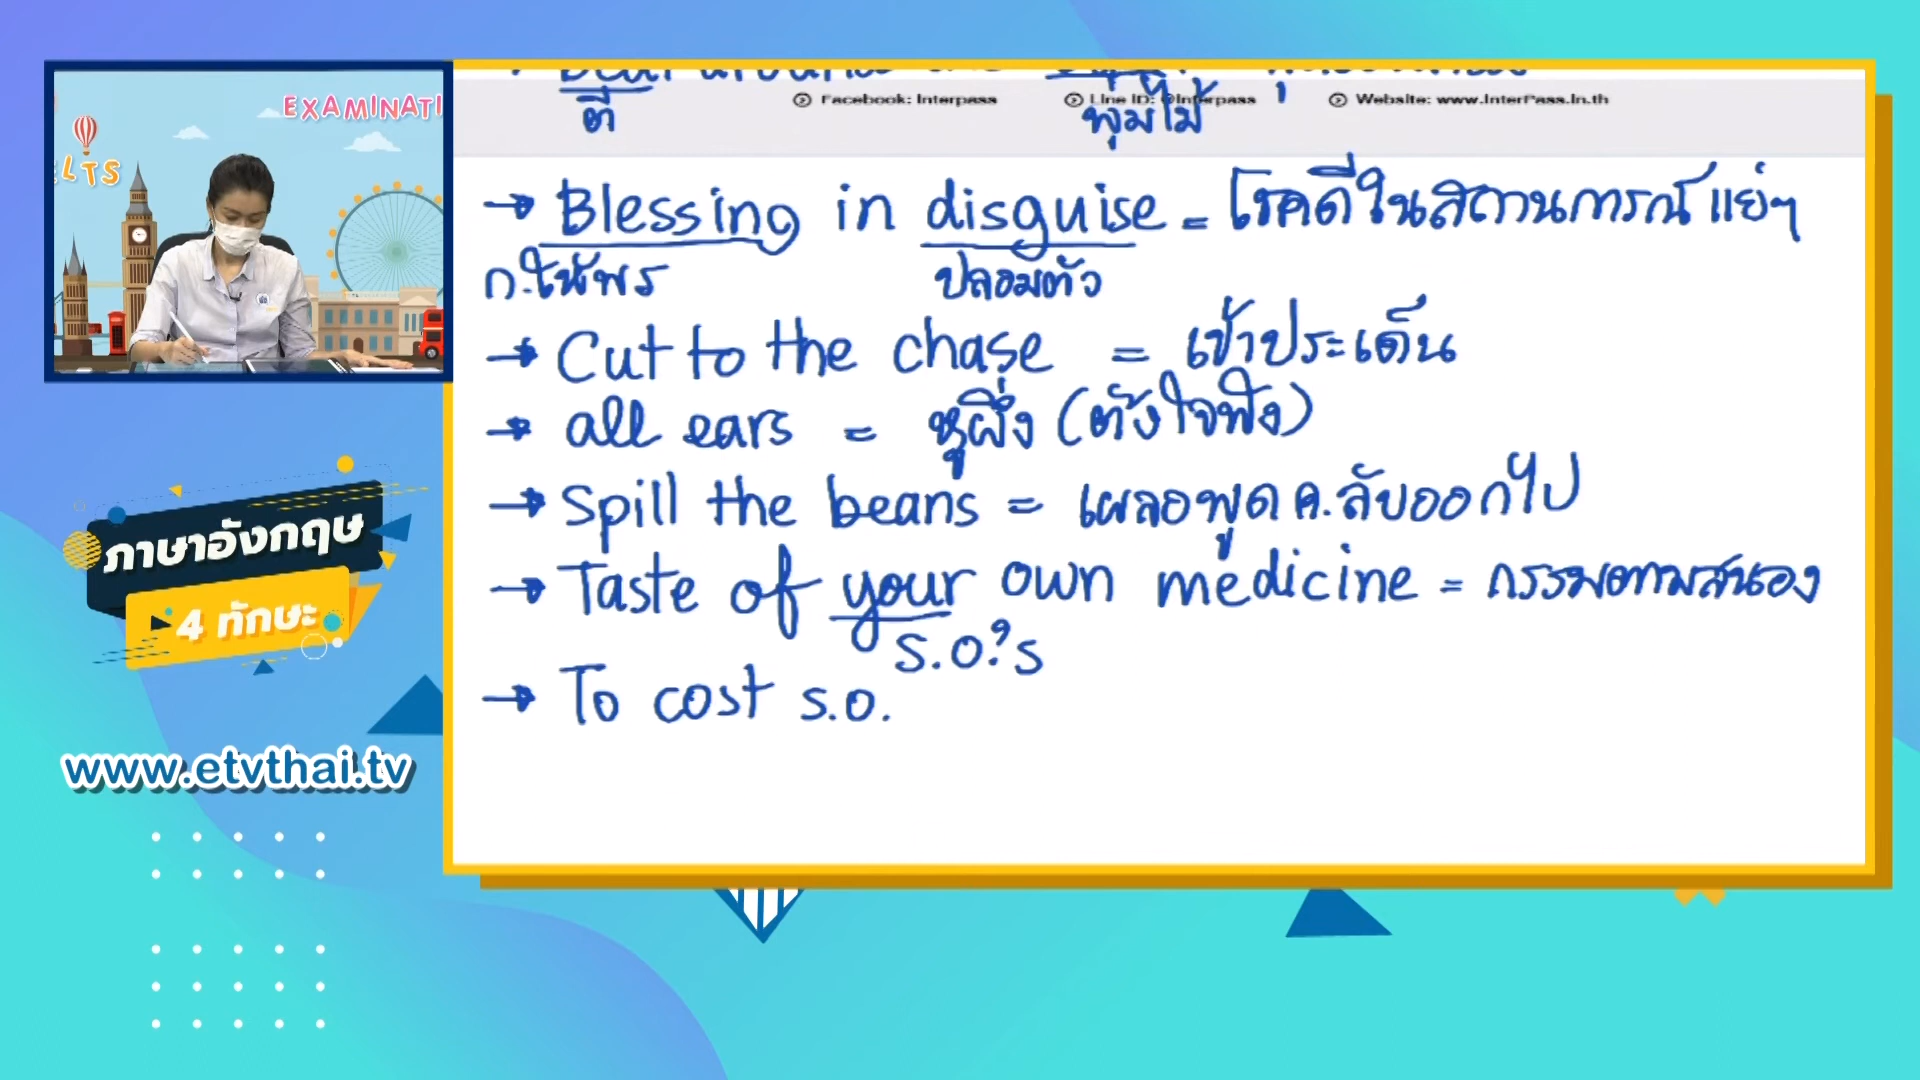 EXAMINATI
ELTS
ภาษาอังกฤษ
4 ทักษะ
www.etvthai.tv
Facebook: Interpass
Line ID: @Interpass
Website: www.InterPass.in.th
ตี
พุ่มไม้
→ Blessing in disguise = โชคดีในสถานการณ์แย่ๆ
ก.ให้พร
ปลอมตัว
→ Cut to the chase = เข้าประเด็น
→ all ears = หูผึ่ง (ตั้งใจฟัง)
→ Spill the beans = เผลอพูด ค.ลับออกไป
→ Taste of your own medicine = กรรมตามสนอง
s.o.'s
→ To cost s.o.